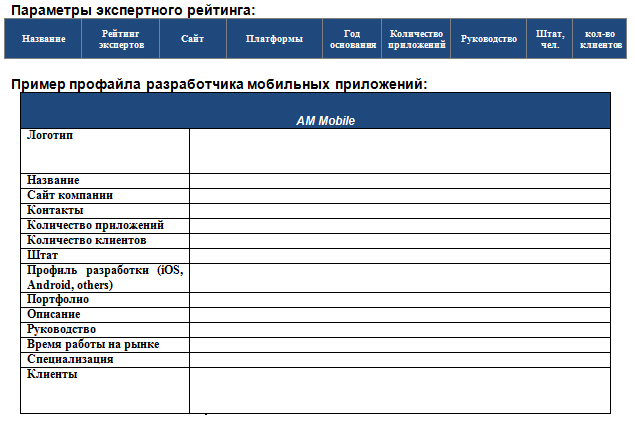 Параметры экспертного рейтинга:
Название Рейтинг экспертов Сайт Платформы Год основания Количество приложений Руководство Штат, чел. кол-во клиентов
Пример профайла разработчика мобильных приложений:
AM Mobile
Логотип
Название
Сайт компании
Контакты
Количество приложений
Количество клиентов
Штат
Профиль разработки (iOS,
Android, others)
Портфолио
Описание
Руководство
Время работы на рынке
Специализация
Клиенты